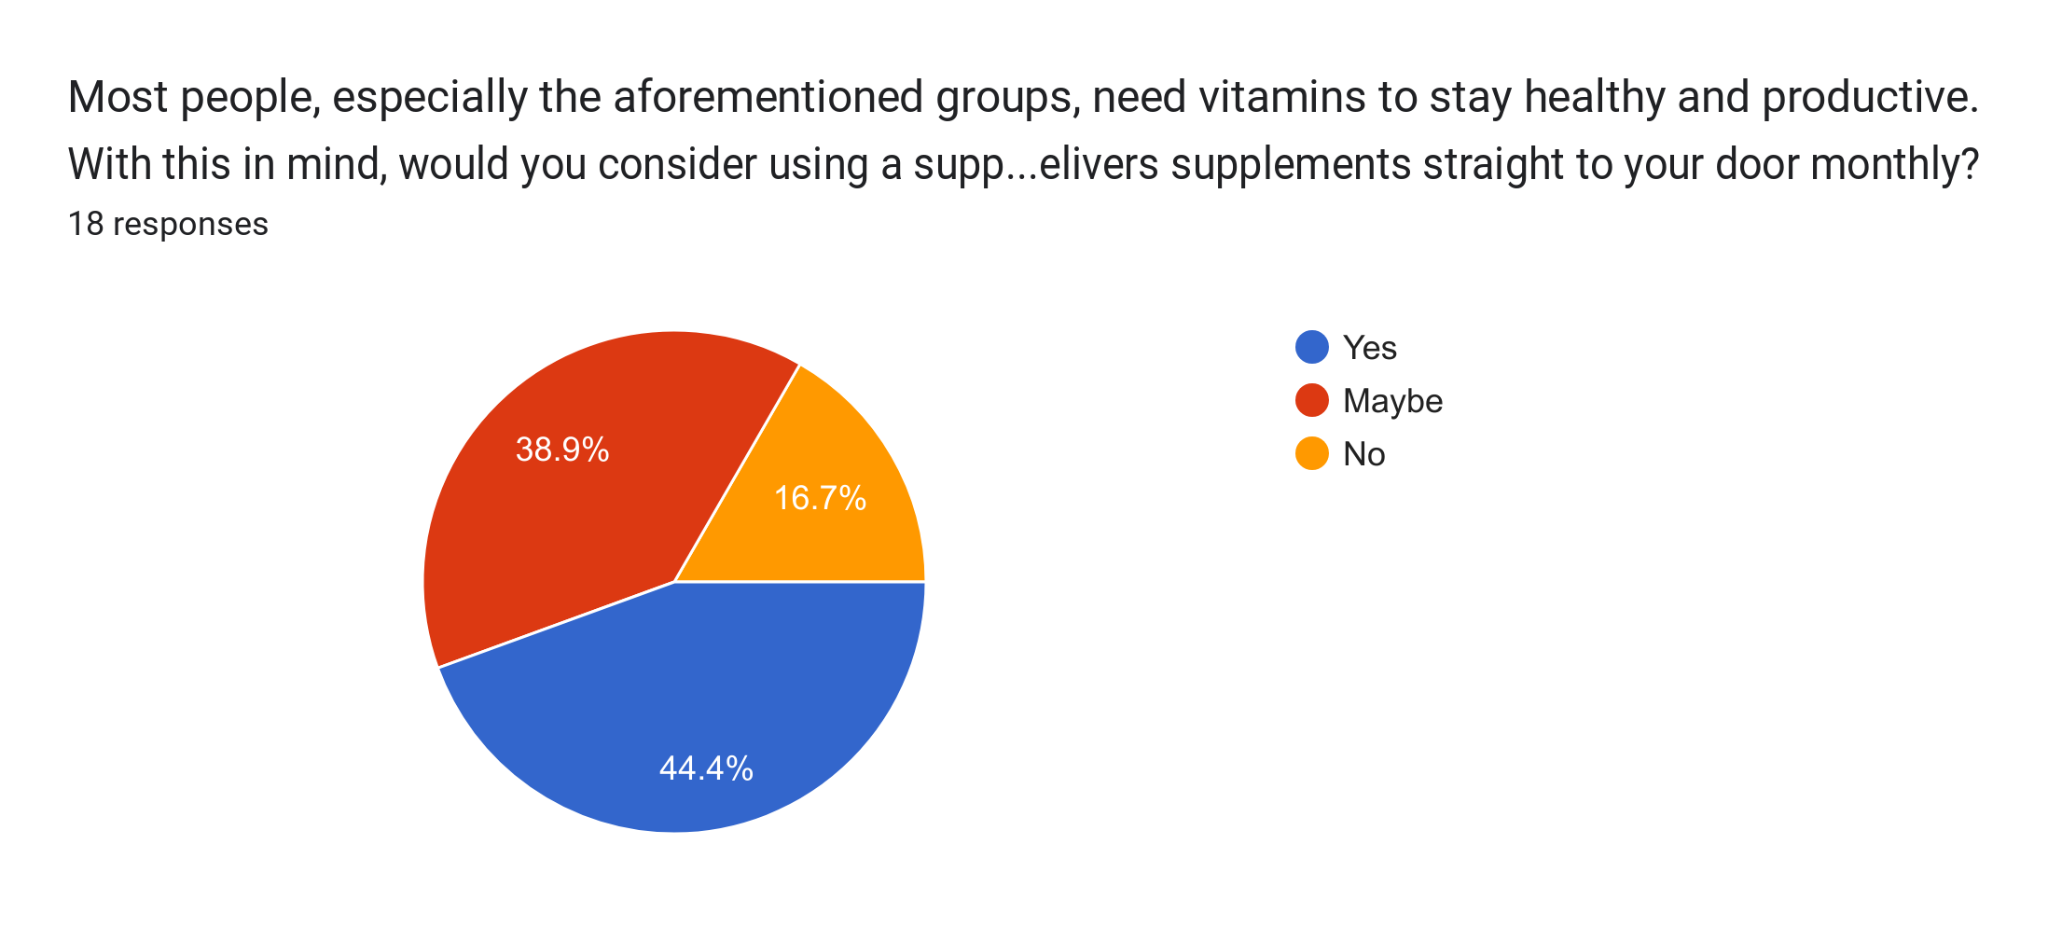 Most people, especially the aforementioned groups, need vitamins to stay healthy and productive.
With this in mind, would you consider using a supp...elivers supplements straight to your door monthly?
18 responses
Yes
Maybe
No
38.9%
16.7%
44.4%